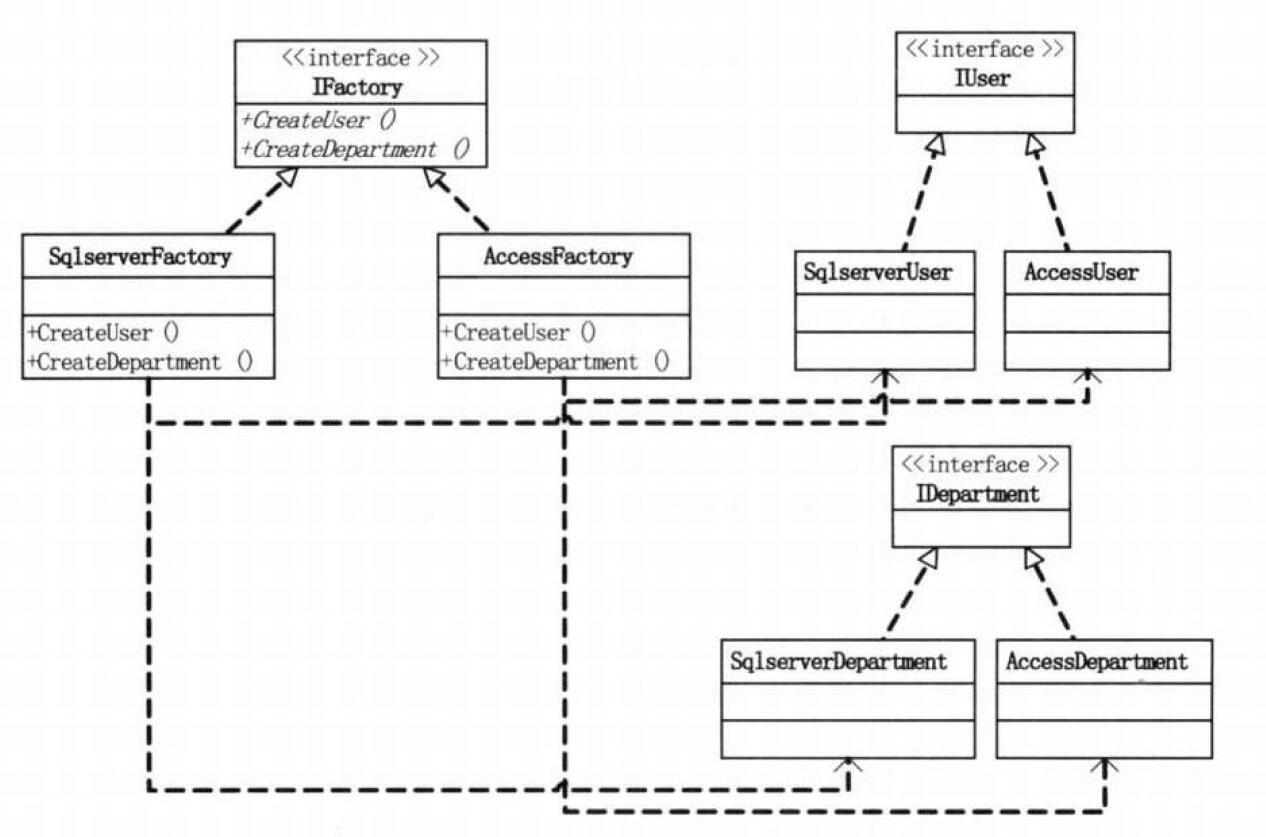 <<interface >>
IFactory
+CreateUser ()
+CreateDepartment ()
<<interface >>
IUser
SqlserverFactory
+CreateUser ()
+CreateDepartment ()
AccessFactory
+CreateUser ()
+CreateDepartment ()
SqlserverUser
AccessUser
<<interface >>
IDepartment
SqlserverDepartment
AccessDepartment